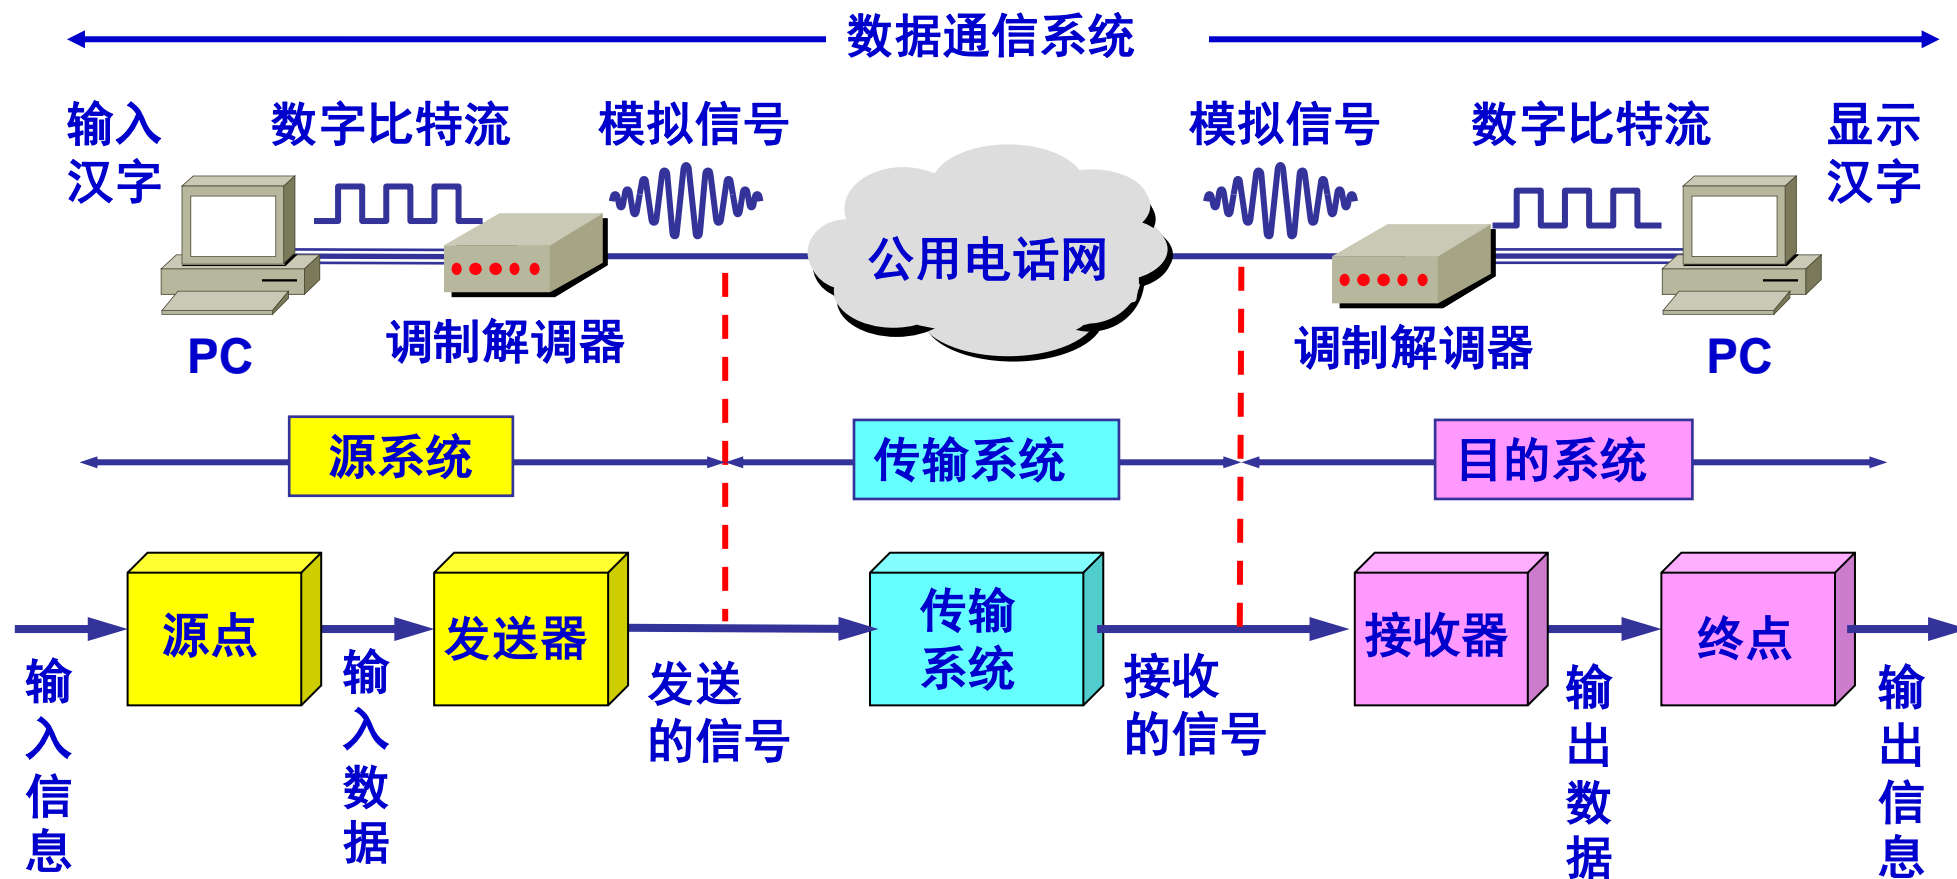 数据通信系统
输入
汉字
数字比特流
模拟信号
模拟信号
数字比特流
显示
汉字
公用电话网
PC
调制解调器
调制解调器
PC
源系统
传输系统
目的系统
源点
发送器
传输
系统
接收器
终点
输入信息
输入数据
发送
的信号
接收
的信号
输出数据
输出信息